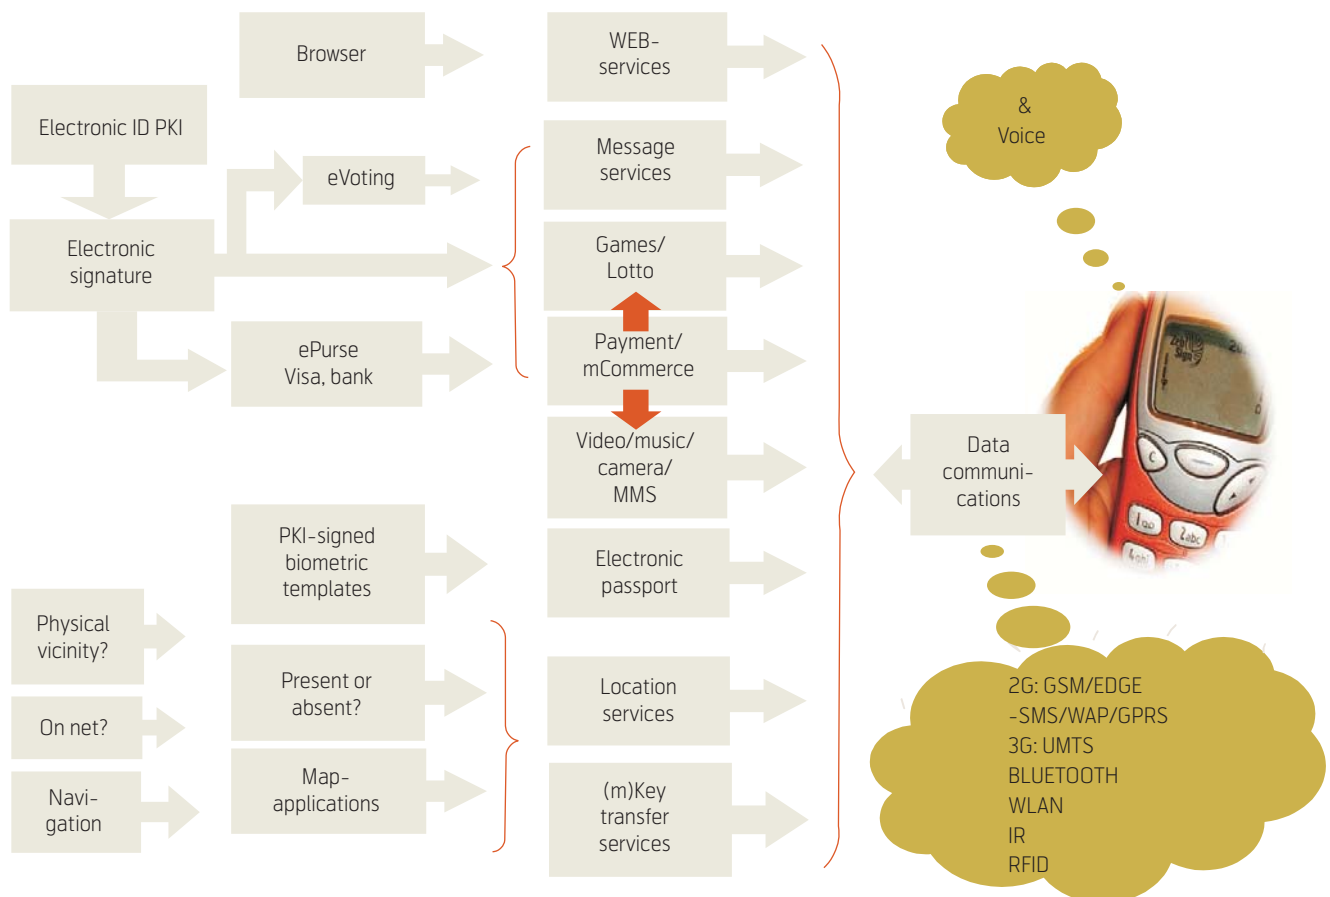 Browser
WEB-
services
&
Voice
Electronic ID PKI
Message
services
eVoting
Electronic
signature
Games/
Lotto
ePurse
Visa, bank
Payment/
mCommerce
Video/music/
camera/
MMS
Data
communi-
cations
PKI-signed
biometric
templates
Electronic
passport
Physical
vicinity?
Present or
absent?
Location
services
On net?
Navi-
gation
Map-
applications
(m)Key
transfer
services
2G: GSM/EDGE
-SMS/WAP/GPRS
3G: UMTS
BLUETOOTH
WLAN
IR
RFID
Sign
C
2abc